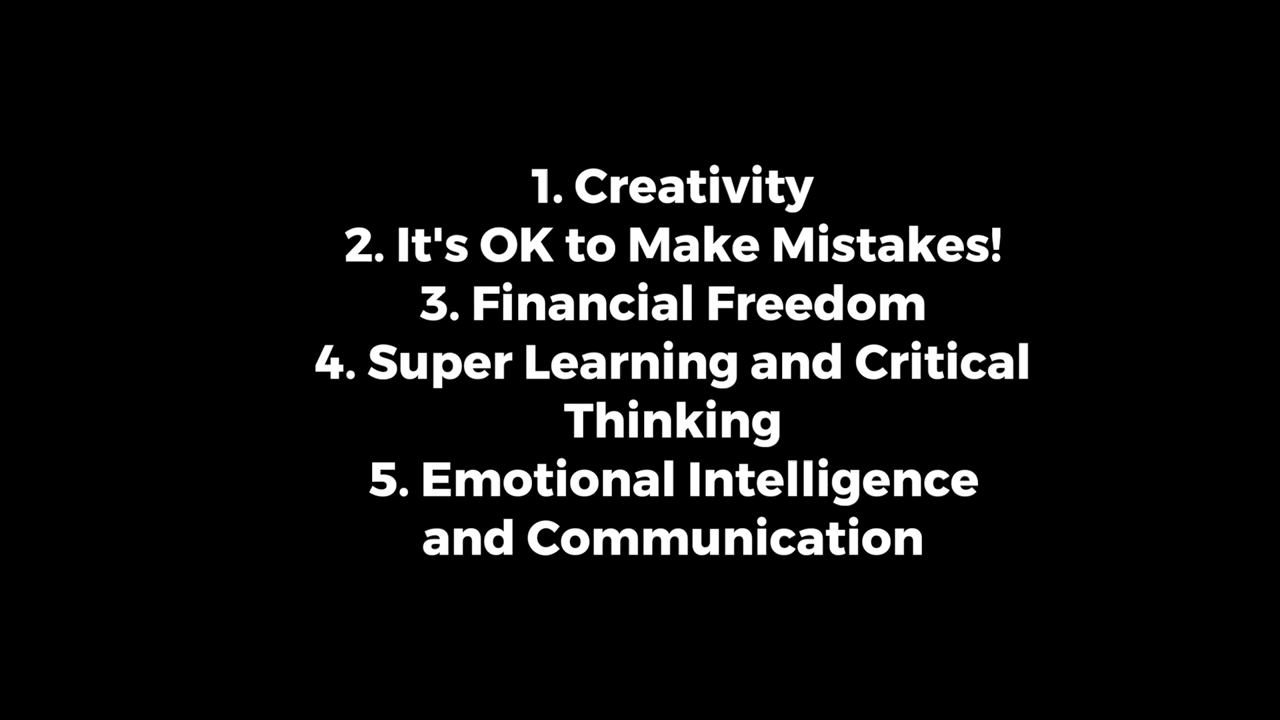 1. Creativity
2. It's OK to Make Mistakes!
3. Financial Freedom
4. Super Learning and Critical
Thinking
5. Emotional Intelligence
and Communication